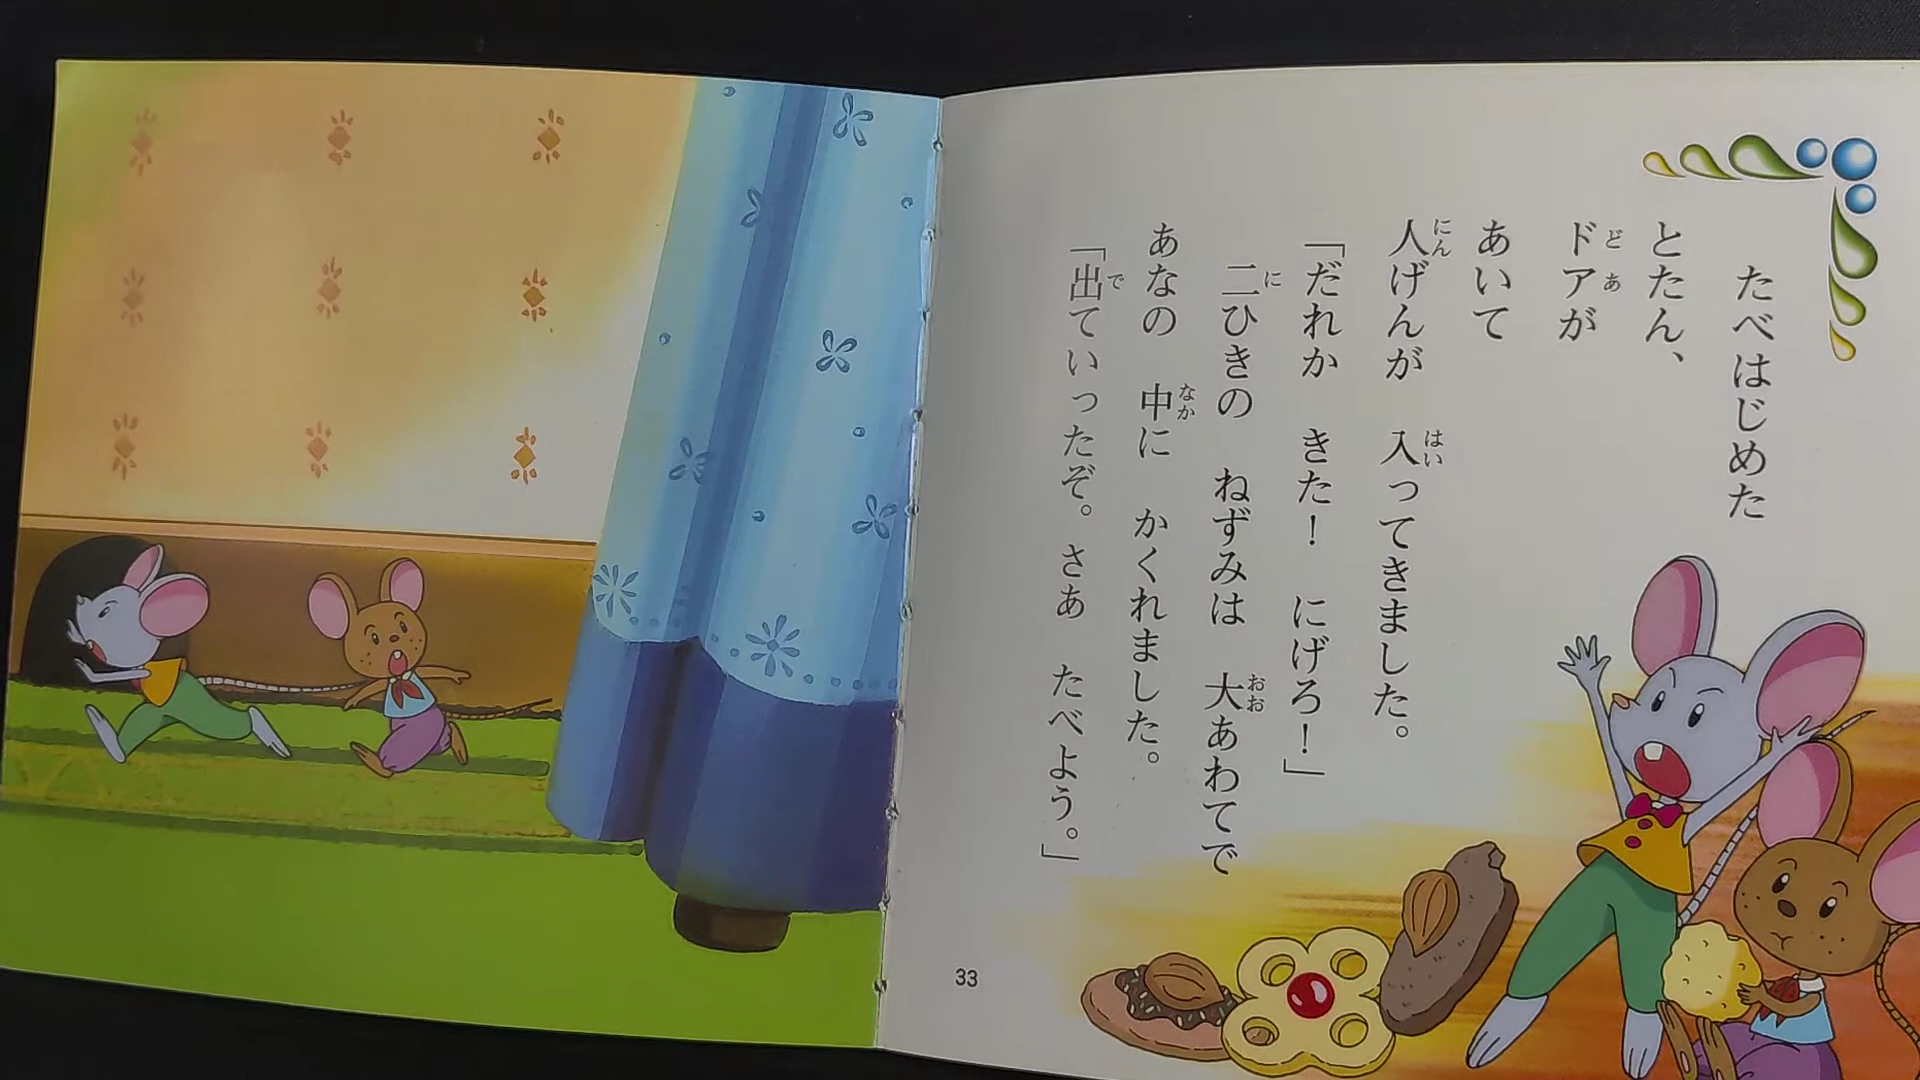 たべはじめた
とたん、
ドアが
あいて
人げんが　入ってきました。
「だれか　きた！　にげろ！」
二ひきの　ねずみは　大あわてで
あなの　中に　かくれました。
「出ていったぞ。さあ　たべよう。」
33